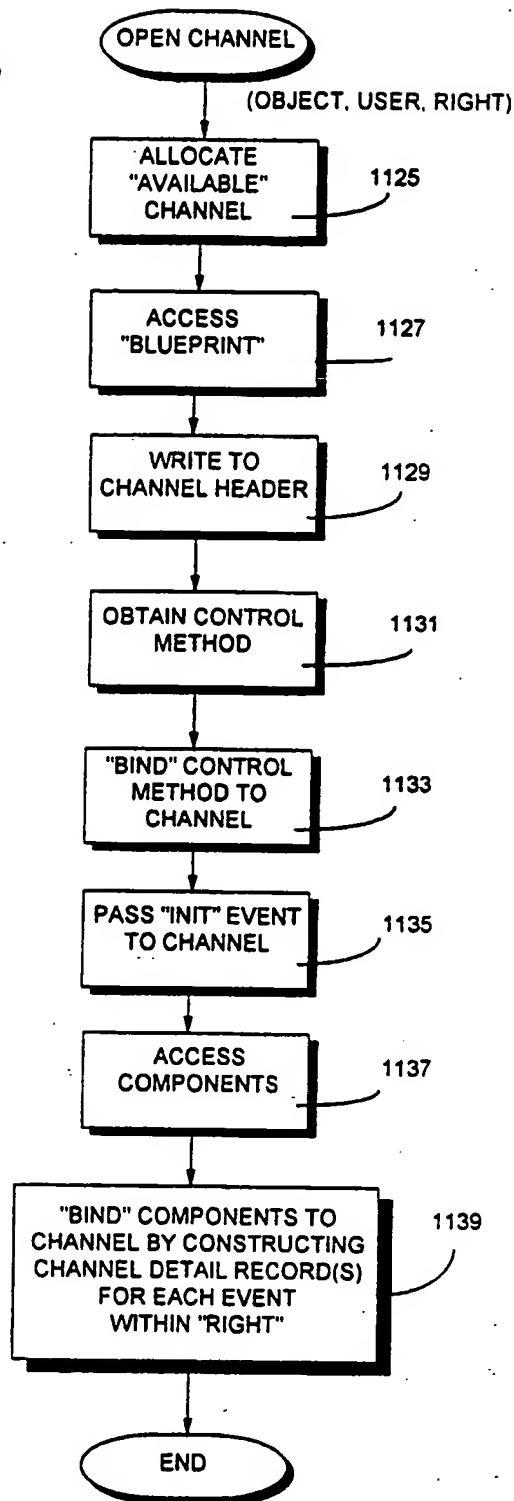 OPEN CHANNEL
(OBJECT, USER, RIGHT)
ALLOCATE
"AVAILABLE"
CHANNEL
1125
ACCESS
"BLUEPRINT"
1127
WRITE TO
CHANNEL HEADER
1129
OBTAIN CONTROL
METHOD
1131
"BIND" CONTROL
METHOD TO
CHANNEL
1133
PASS "INIT" EVENT
TO CHANNEL
1135
ACCESS
COMPONENTS
1137
"BIND" COMPONENTS TO
CHANNEL BY CONSTRUCTING
CHANNEL DETAIL RECORD(S)
FOR EACH EVENT
WITHIN "RIGHT"
1139
END